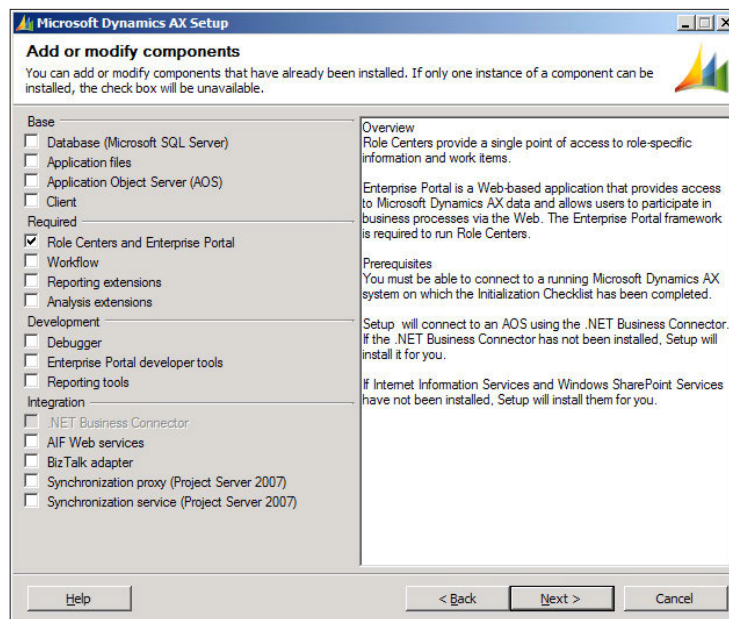 Microsoft Dynamics AX Setup
Add or modify components
You can add or modify components that have already been installed. If only one instance of a component can be
installed, the check box will be unavailable.
Base
Database (Microsoft SQL Server)
Application files
Application Object Server (AOS)
Client
Required
Role Centers and Enterprise Portal
Workflow
Reporting extensions
Analysis extensions
Development
Debugger
Enterprise Portal developer tools
Reporting tools
Integration
.NET Business Connector
AIF Web services
BizTalk adapter
Synchronization proxy (Project Server 2007)
Synchronization service (Project Server 2007)
Overview
Role Centers provide a single point of access to role-specific
information and work items.
Enterprise Portal is a Web-based application that provides access
to Microsoft Dynamics AX data and allows users to participate in
business processes via the Web. The Enterprise Portal framework
is required to run Role Centers.
Prerequisites
You must be able to connect to a running Microsoft Dynamics AX
system on which the Initialization Checklist has been completed.
Setup will connect to an AOS using the .NET Business Connector.
If the .NET Business Connector has not been installed, Setup will
install it for you.
If Internet Information Services and Windows SharePoint Services
have not been installed, Setup will install them for you.
Help
< Back
Next >
Cancel